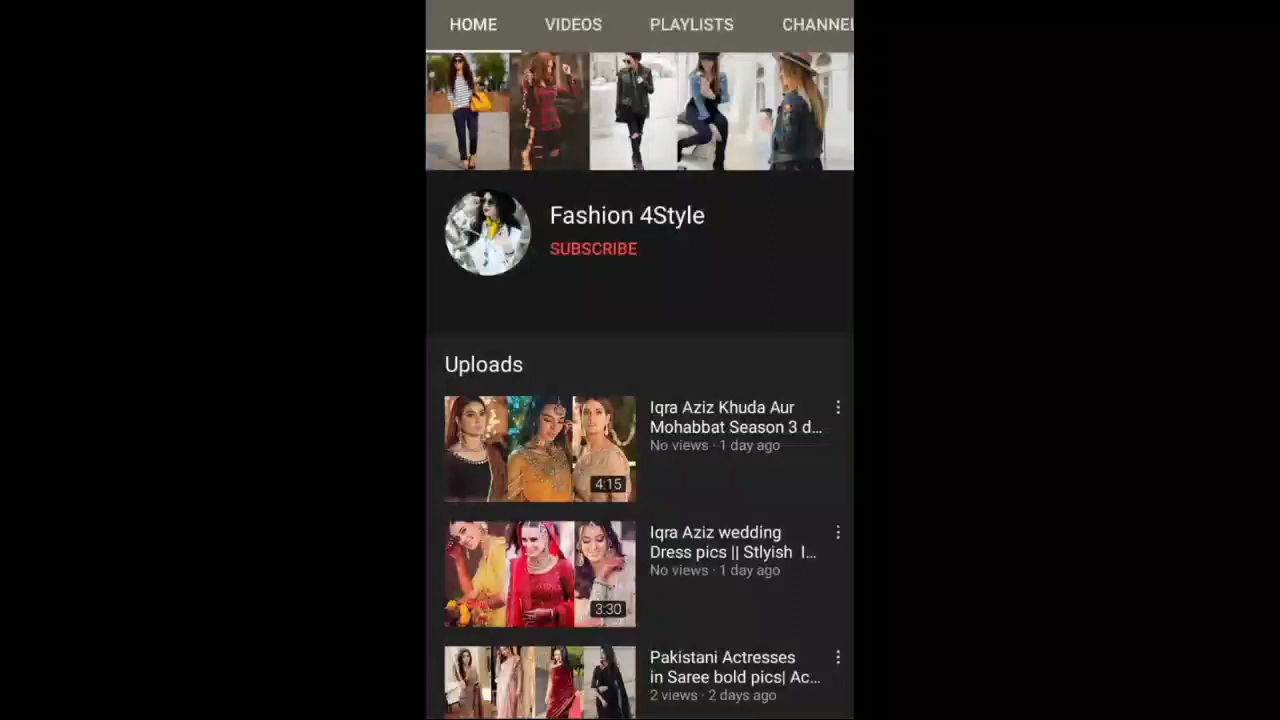 HOME VIDEOS PLAYLISTS CHANNEL
Fashion 4Style
SUBSCRIBE
Uploads
Iqra Aziz Khuda Aur
Mohabbat Season 3 d...
No views · 1 day ago
4:15
Iqra Aziz wedding
Dress pics || Stlyish I...
No views · 1 day ago
3:30
Pakistani Actresses
in Saree bold pics| Ac...
2 views · 2 days ago